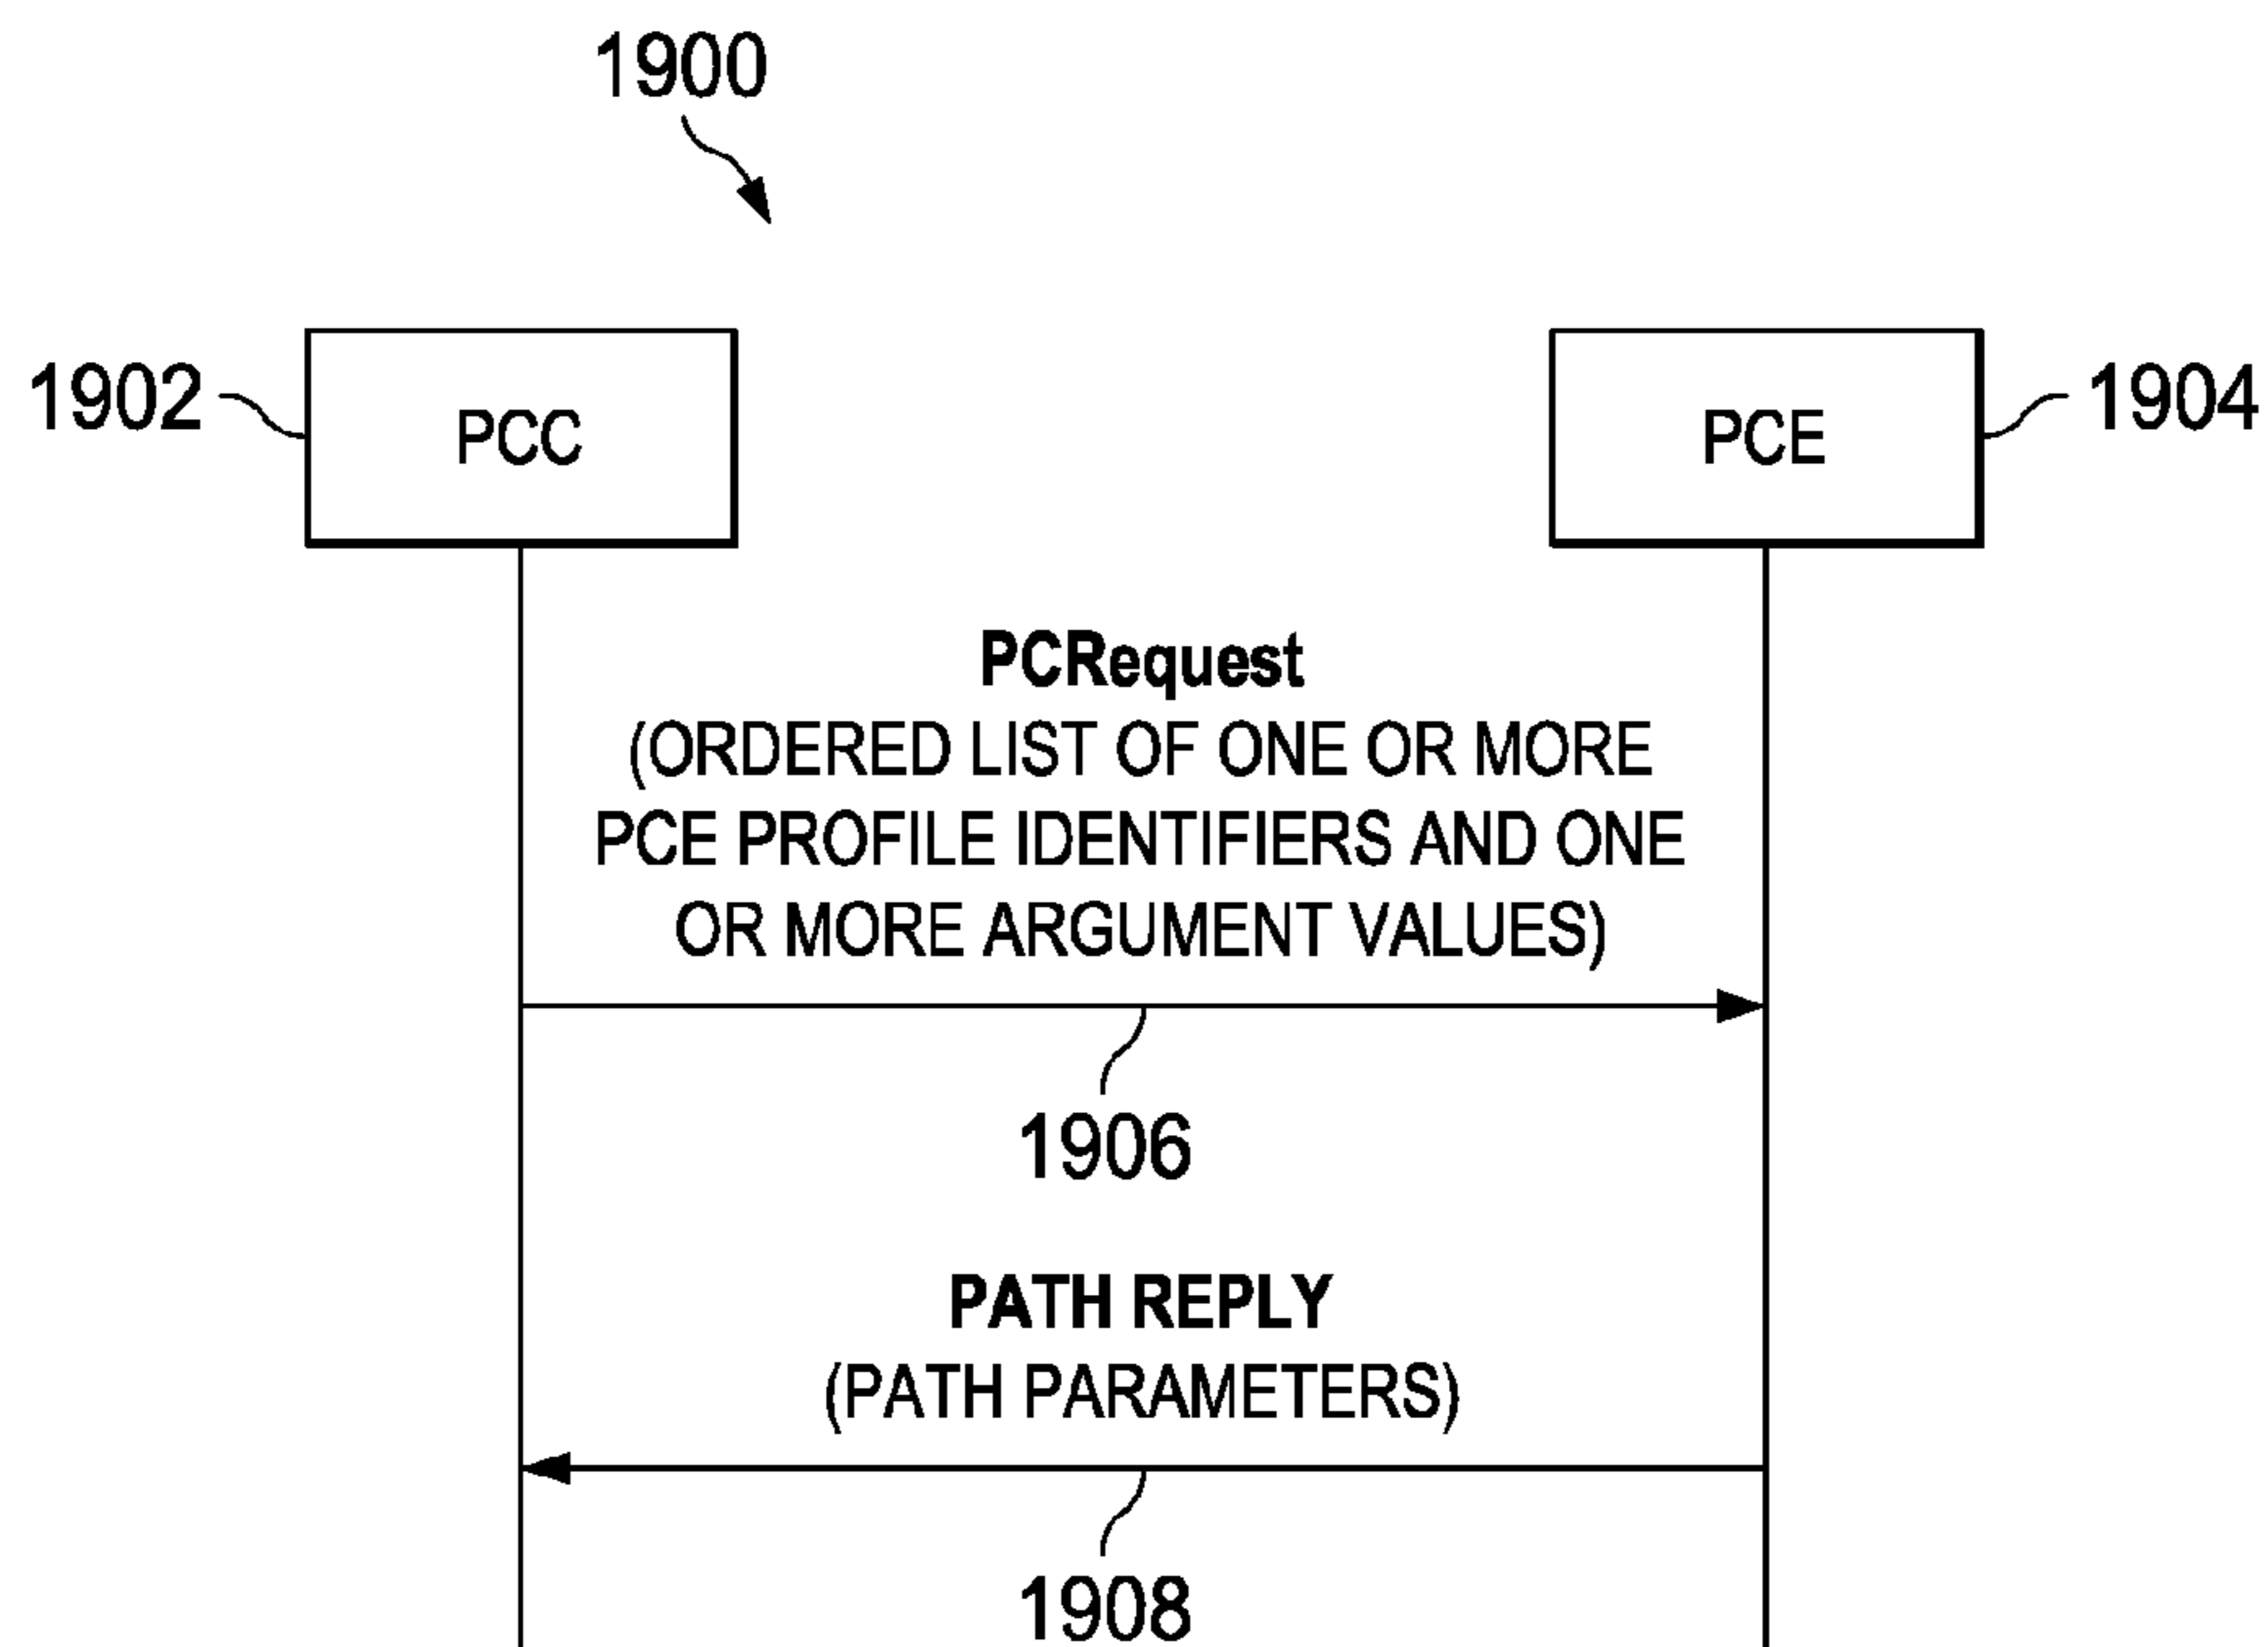 1900
1902
PCC
PCE
1904
PCRequest
(ORDERED LIST OF ONE OR MORE
PCE PROFILE IDENTIFIERS AND ONE
OR MORE ARGUMENT VALUES)
1906
PATH REPLY
(PATH PARAMETERS)
1908